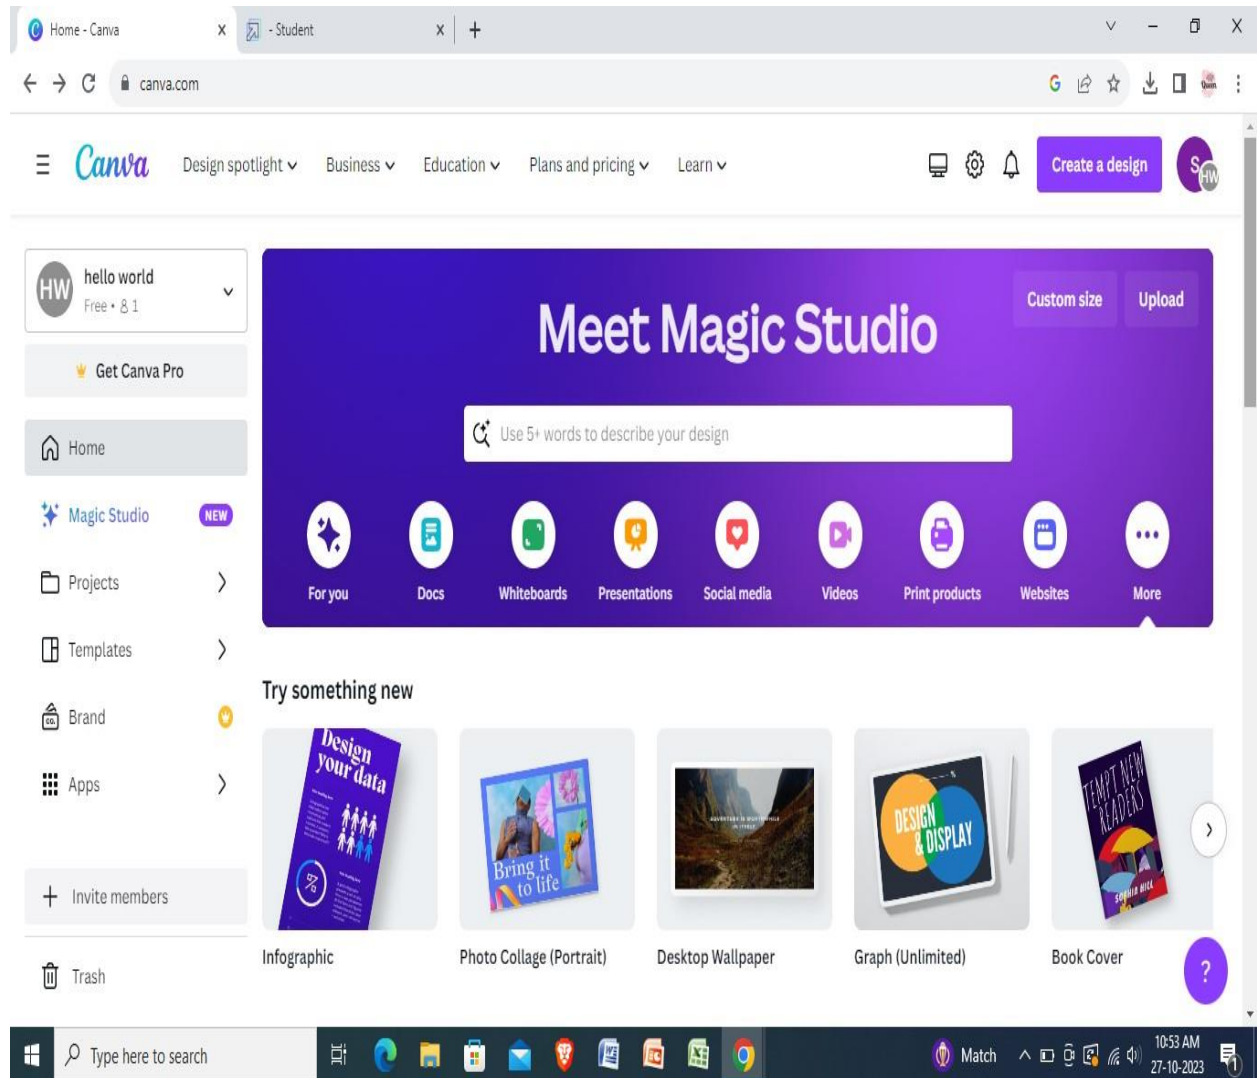 Home - Canva
- Student
canva.com
Canva
Design spotlight
Business
Education
Plans and pricing
Learn
Create a design
S
HW
HW
hello world
Free • 1
Get Canva Pro
Home
Magic Studio
NEW
Projects
Templates
Brand
Apps
Invite members
Trash
Meet Magic Studio
Custom size
Upload
Use 5+ words to describe your design
For you
Docs
Whiteboards
Presentations
Social media
Videos
Print products
Websites
More
Try something new
Design
your data
Bring it
to life
DESIGN
& DISPLAY
TEMPT NEW
READERS
SOPHIA HILL
Infographic
Photo Collage (Portrait)
Desktop Wallpaper
Graph (Unlimited)
Book Cover
?
Type here to search
Match
10:53 AM
27-10-2023
1